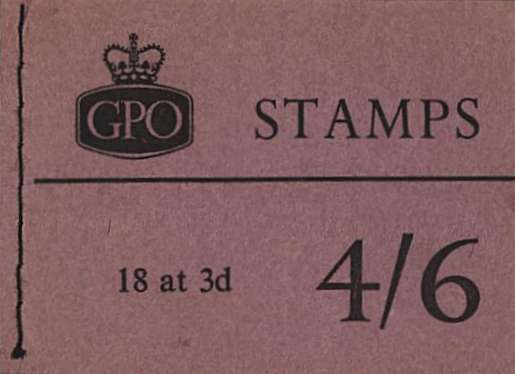 GPO STAMPS
18 at 3d 4/6